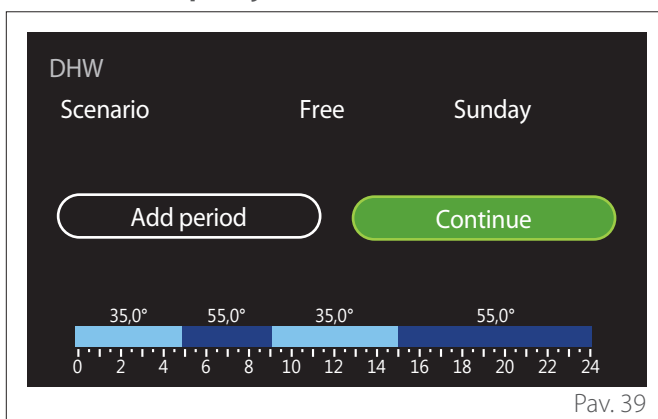 DHW
Scenario Free Sunday
Add period Continue
35,0° 55,0° 35,0° 55,0°
0 2 4 6 8 10 12 14 16 18 20 22 24
Pav. 39